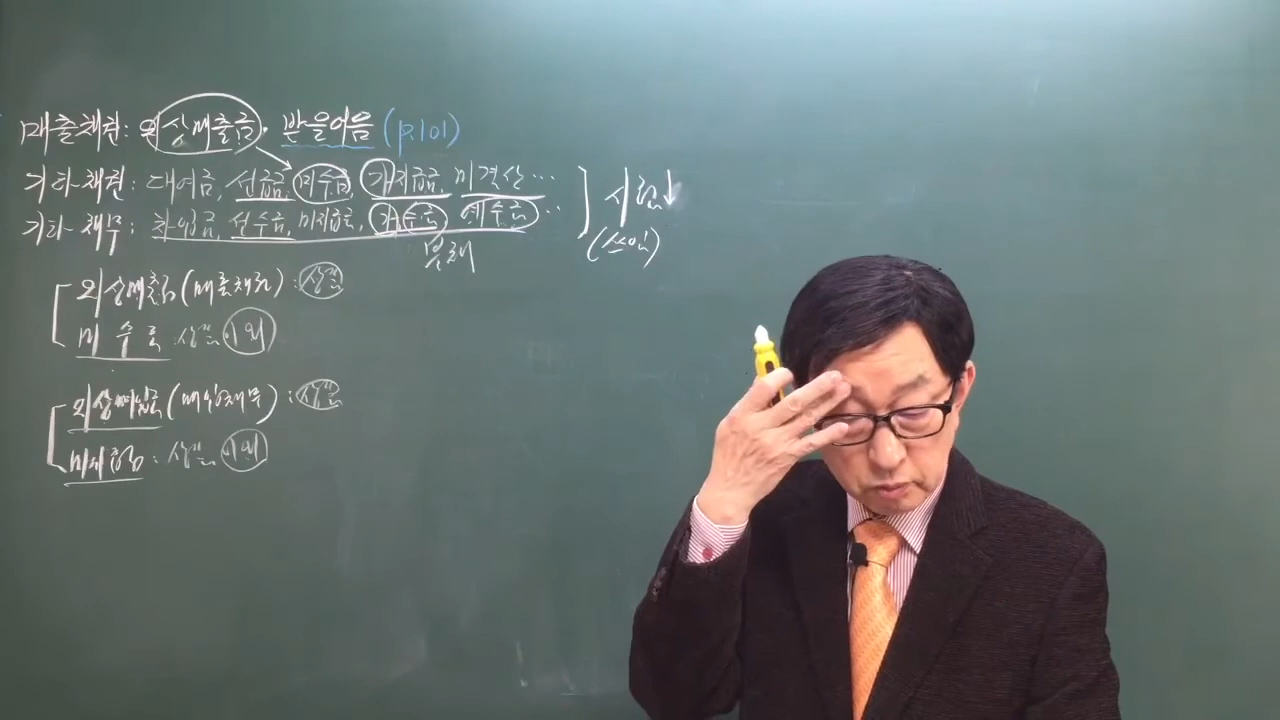 매출채권: 외상매출금. 받을어음 (p.101)
기타채권: 대여금, 선급금, 미수금, 가지급금, 미결산 ...
기타채무: 차입금, 선수금, 미지급금, 가수금, 예수금 ..
시험↓
외상매출금(매출채권): 상품
미수금: 상품 이외
외상매입금(매입채무): 상품
미지급금: 상품 이외